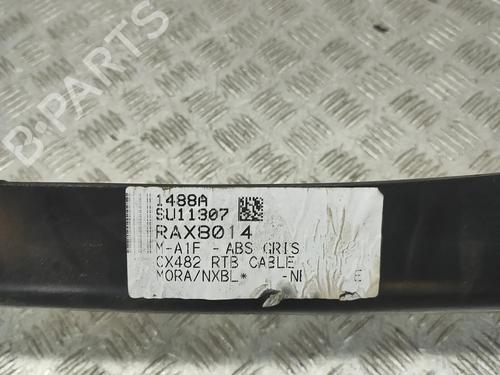 B-PARTS
1488A
SU11307
RAX8014
M-A1F - ABS GRIS
CX482 RTB CABLE
MORA/NXBL*